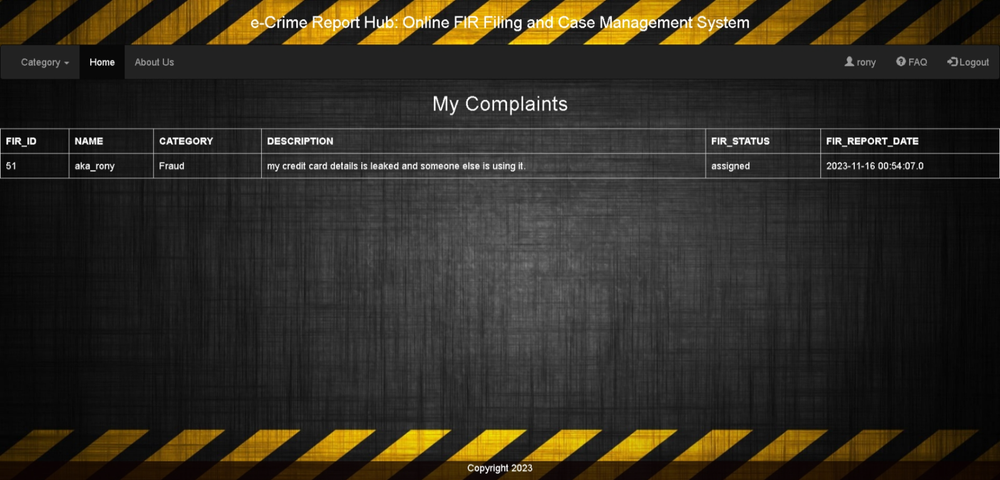 e-Crime Report Hub: Online FIR Filing and Case Management System
Category Home About Us rony FAQ Logout
My Complaints
FIR_ID NAME CATEGORY DESCRIPTION FIR_STATUS FIR_REPORT_DATE
51 aka_rony Fraud my credit card details is leaked and someone else is using it. assigned 2023-11-16 00:54:07.0
Copyright 2023